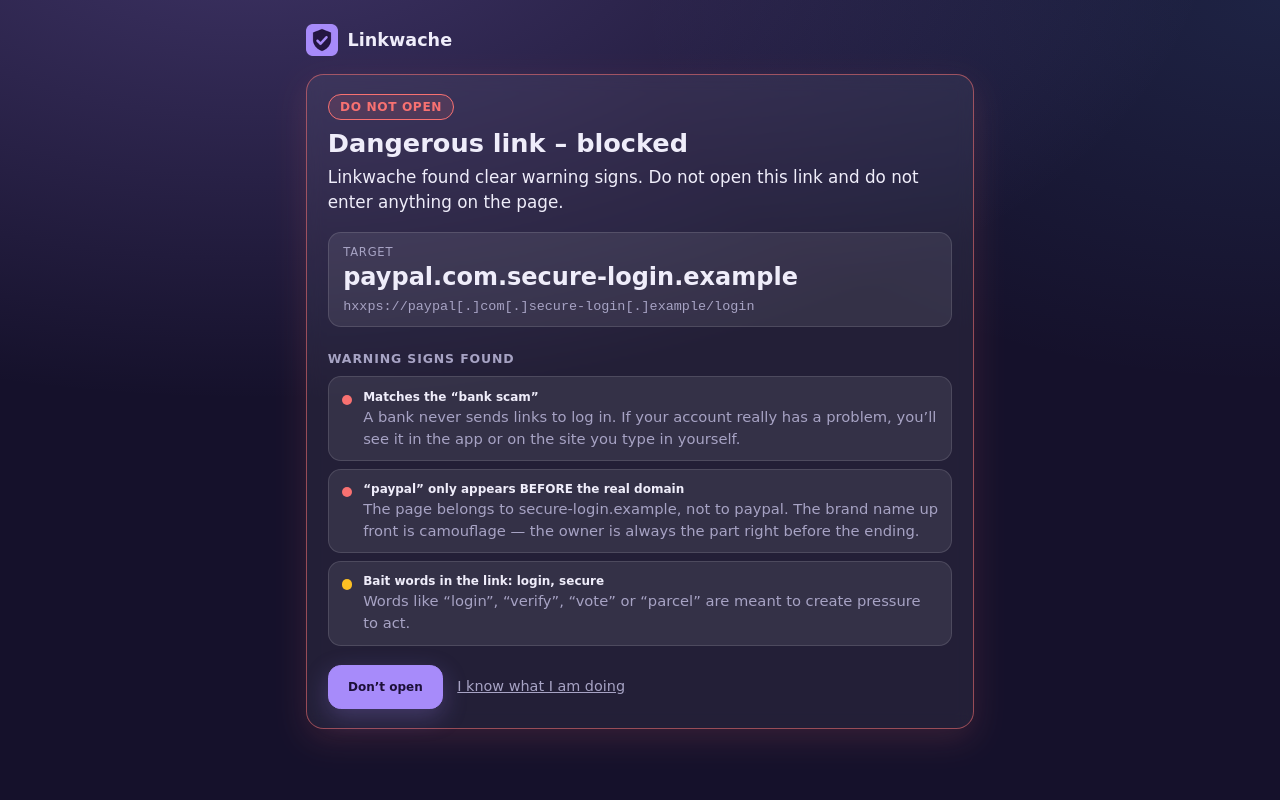 Linkwache
DO NOT OPEN
Dangerous link – blocked
Linkwache found clear warning signs. Do not open this link and do not
enter anything on the page.
TARGET
paypal.com.secure-login.example
hxxps://paypal[.]com[.]secure-login[.]example/login
WARNING SIGNS FOUND
Matches the “bank scam”
A bank never sends links to log in. If your account really has a problem, you’ll
see it in the app or on the site you type in yourself.
“paypal” only appears BEFORE the real domain
The page belongs to secure-login.example, not to paypal. The brand name up
front is camouflage — the owner is always the part right before the ending.
Bait words in the link: login, secure
Words like “login”, “verify”, “vote” or “parcel” are meant to create pressure
to act.
Don’t open
I know what I am doing